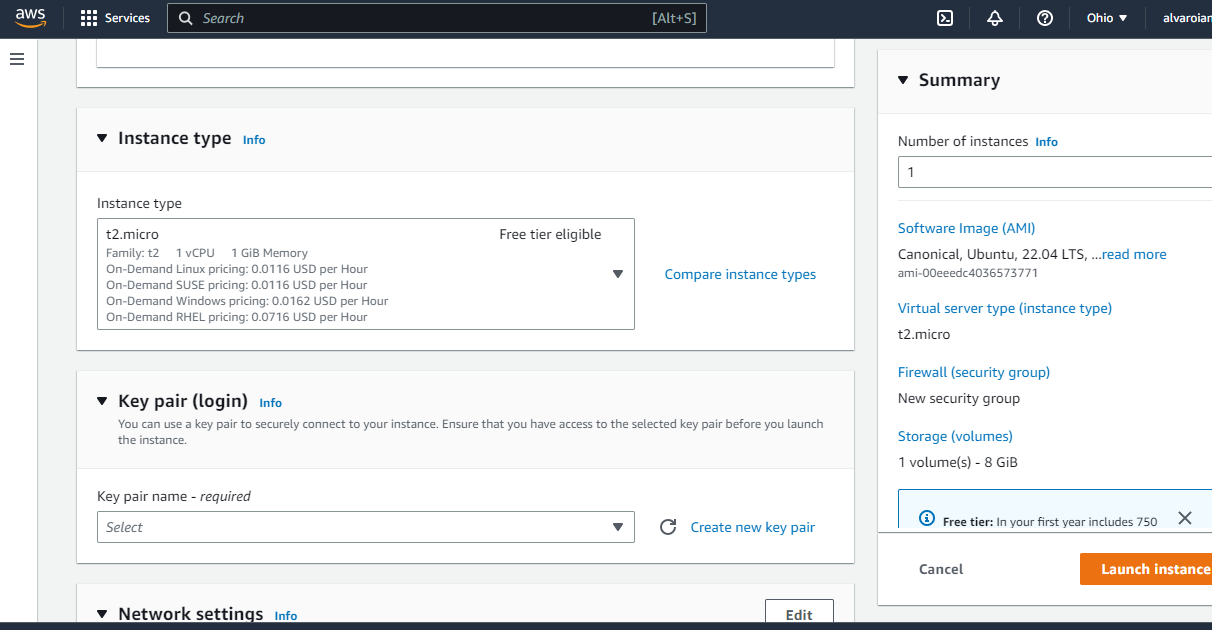 aws
Services
Search
[Alt+S]
Ohio
alvaroian
Instance type Info
Instance type
t2.micro
Free tier eligible
Family: t2 1 vCPU 1 GiB Memory
On-Demand Linux pricing: 0.0116 USD per Hour
On-Demand SUSE pricing: 0.0116 USD per Hour
On-Demand Windows pricing: 0.0162 USD per Hour
On-Demand RHEL pricing: 0.0716 USD per Hour
Compare instance types
Key pair (login) Info
You can use a key pair to securely connect to your instance. Ensure that you have access to the selected key pair before you launch
the instance.
Key pair name - required
Select
Create new key pair
Network settings Info
Edit
Summary
Number of instances Info
1
Software Image (AMI)
Canonical, Ubuntu, 22.04 LTS, ...read more
ami-00eeedc4036573771
Virtual server type (instance type)
t2.micro
Firewall (security group)
New security group
Storage (volumes)
1 volume(s) - 8 GiB
Free tier: In your first year includes 750
Cancel
Launch instance